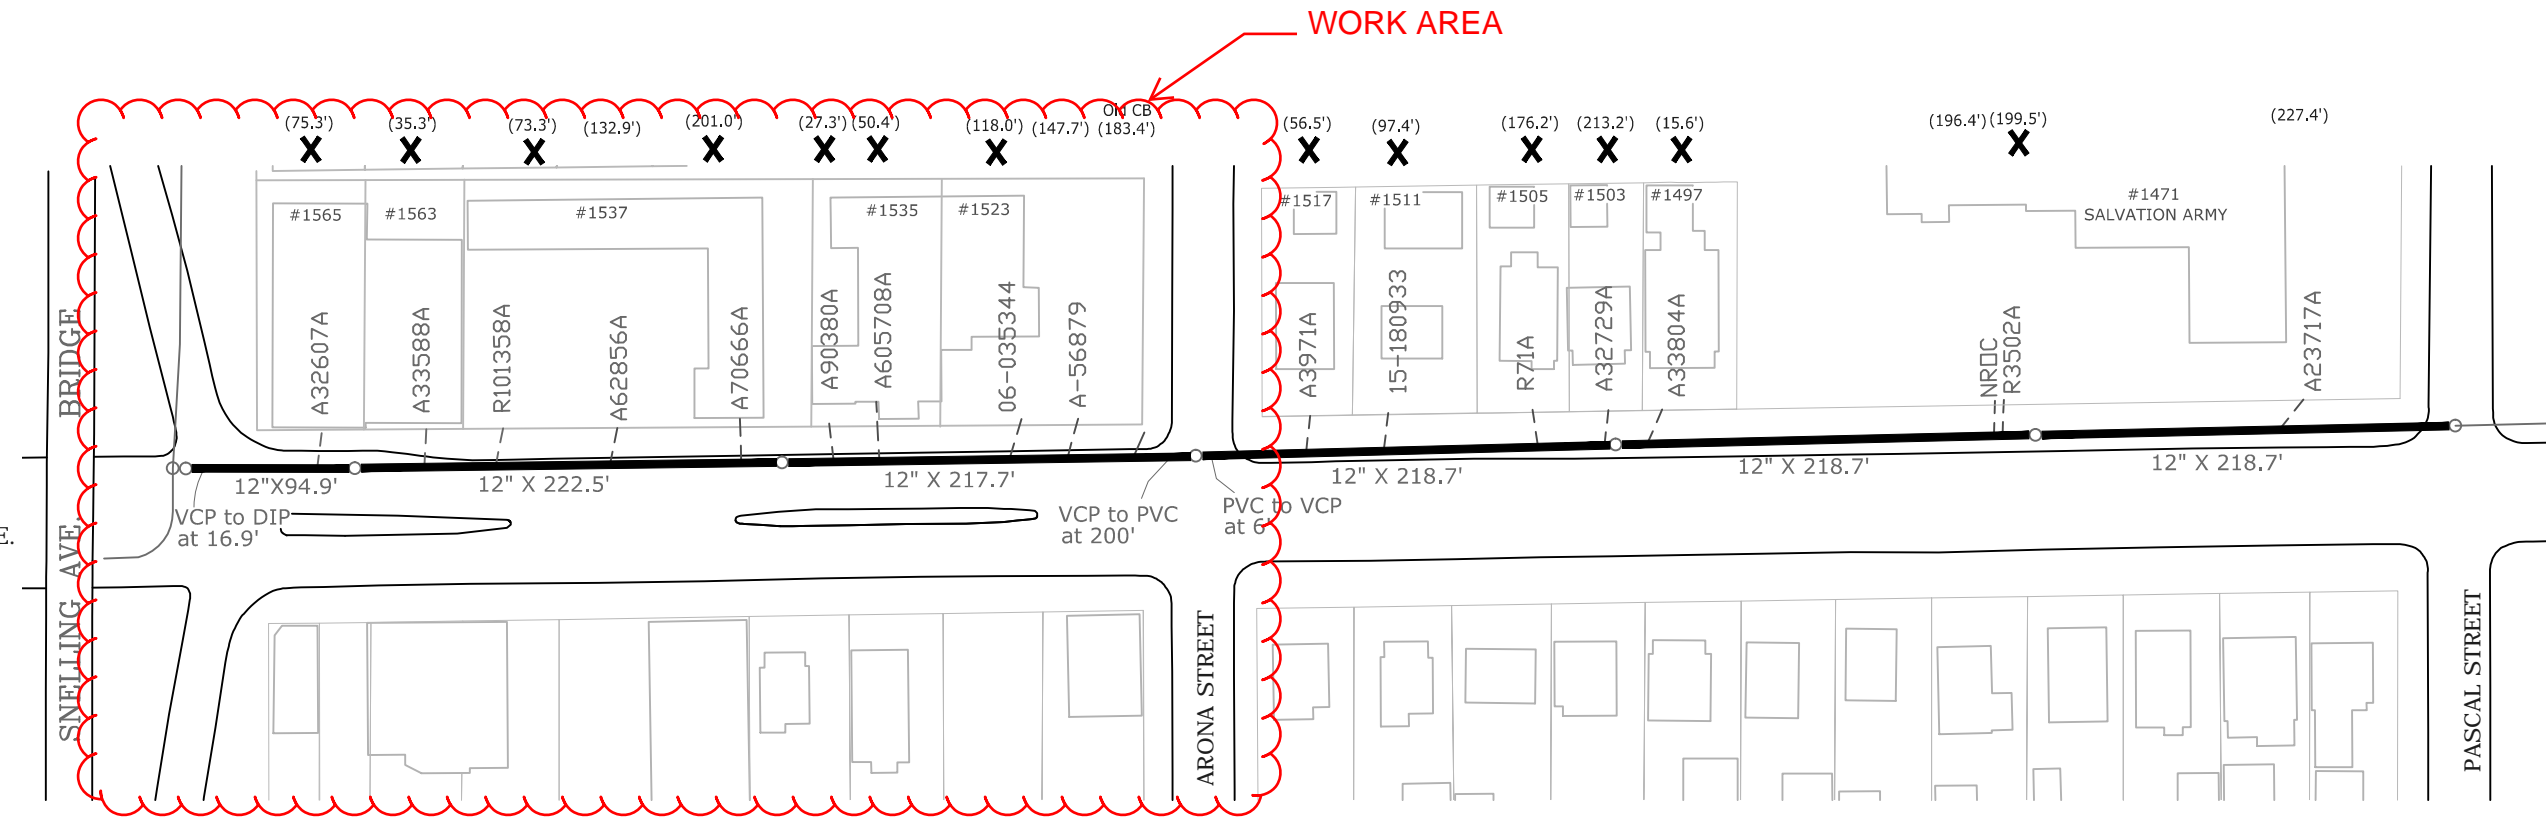 WORK AREA
Old CB
(75.3')
(35.3')
(73.3')
(132.9')
(201.0')
(27.3')
(50.4')
(118.0')
(147.7')
(183.4')
(56.5')
(97.4')
(176.2')
(213.2')
(15.6')
(196.4')
(199.5')
(227.4')
#1565
#1563
#1537
#1535
#1523
#1517
#1511
#1505
#1503
#1497
#1471
SALVATION ARMY
A32607A
A33588A
R101358A
A62856A
A70666A
A90380A
A605708A
06-035344
A-56879
A3971A
15-180933
R71A
A32729A
A33804A
NROC
R3502A
A23717A
BRIDGE
SNELLING AVE.
E.
12"X94.9'
12" X 222.5'
12" X 217.7'
12" X 218.7'
12" X 218.7'
12" X 218.7'
VCP to DIP
at 16.9'
VCP to PVC
at 200'
PVC to VCP
at 6'
ARONA STREET
PASCAL STREET